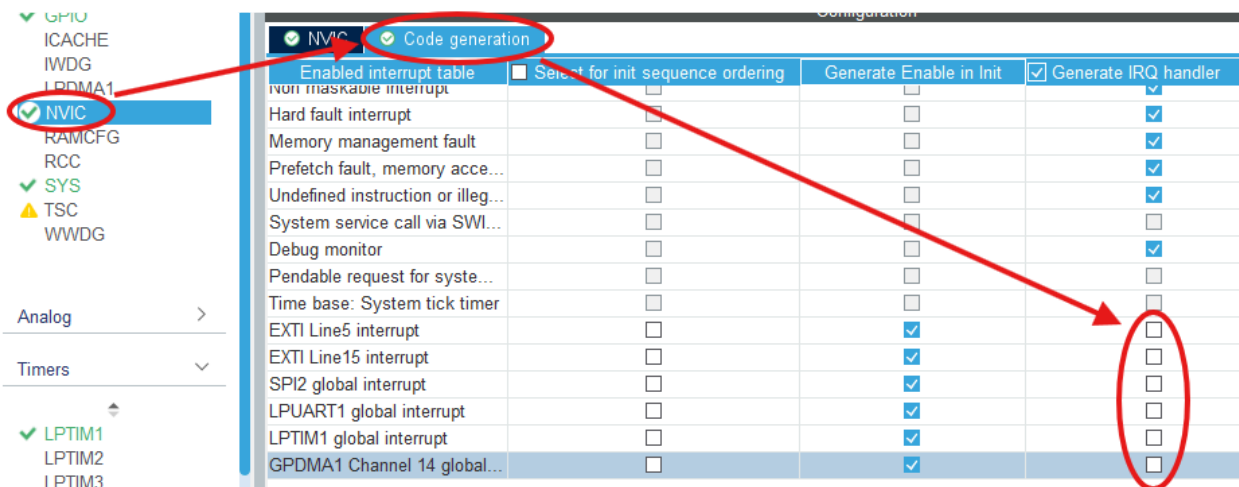 GPIO
ICACHE
IWDG
LPDMA1
NVIC
RAMCFG
RCC
SYS
TSC
WWDG
Analog
Timers
LPTIM1
LPTIM2
LPTIM3
Configuration
NVIC Code generation
Enabled interrupt table Select for init sequence ordering Generate Enable in Init Generate IRQ handler
Non maskable interrupt
Hard fault interrupt
Memory management fault
Prefetch fault, memory acce...
Undefined instruction or illeg...
System service call via SWI...
Debug monitor
Pendable request for syste...
Time base: System tick timer
EXTI Line5 interrupt
EXTI Line15 interrupt
SPI2 global interrupt
LPUART1 global interrupt
LPTIM1 global interrupt
GPDMA1 Channel 14 global...